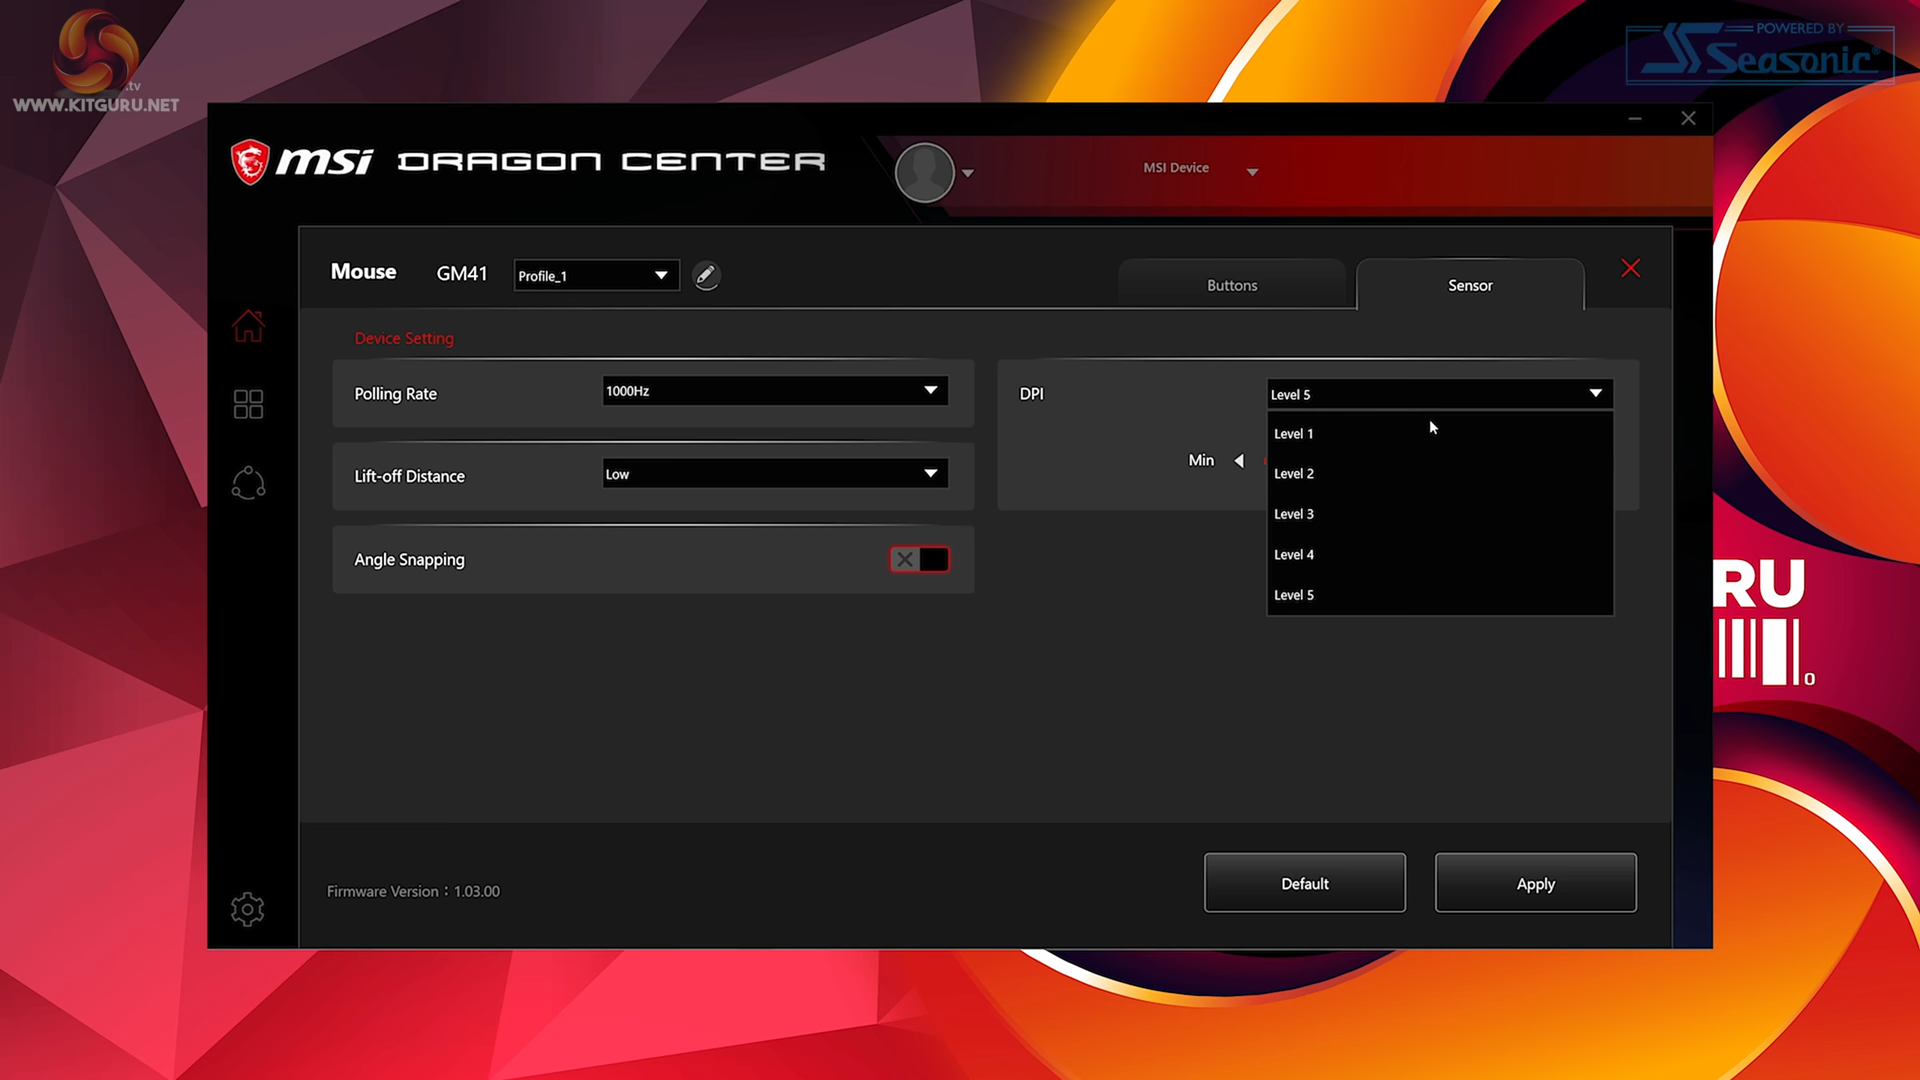 .tv
WWW.KITGURU.NET
POWERED BY
Seasonic®
msi DRAGON CENTER
MSI Device
Mouse GM41 Profile_1
Buttons
Sensor
Device Setting
Polling Rate 1000Hz
Lift-off Distance Low
Angle Snapping
DPI Level 5
Min
Level 1
Level 2
Level 3
Level 4
Level 5
RU
0
Firmware Version : 1.03.00
Default
Apply